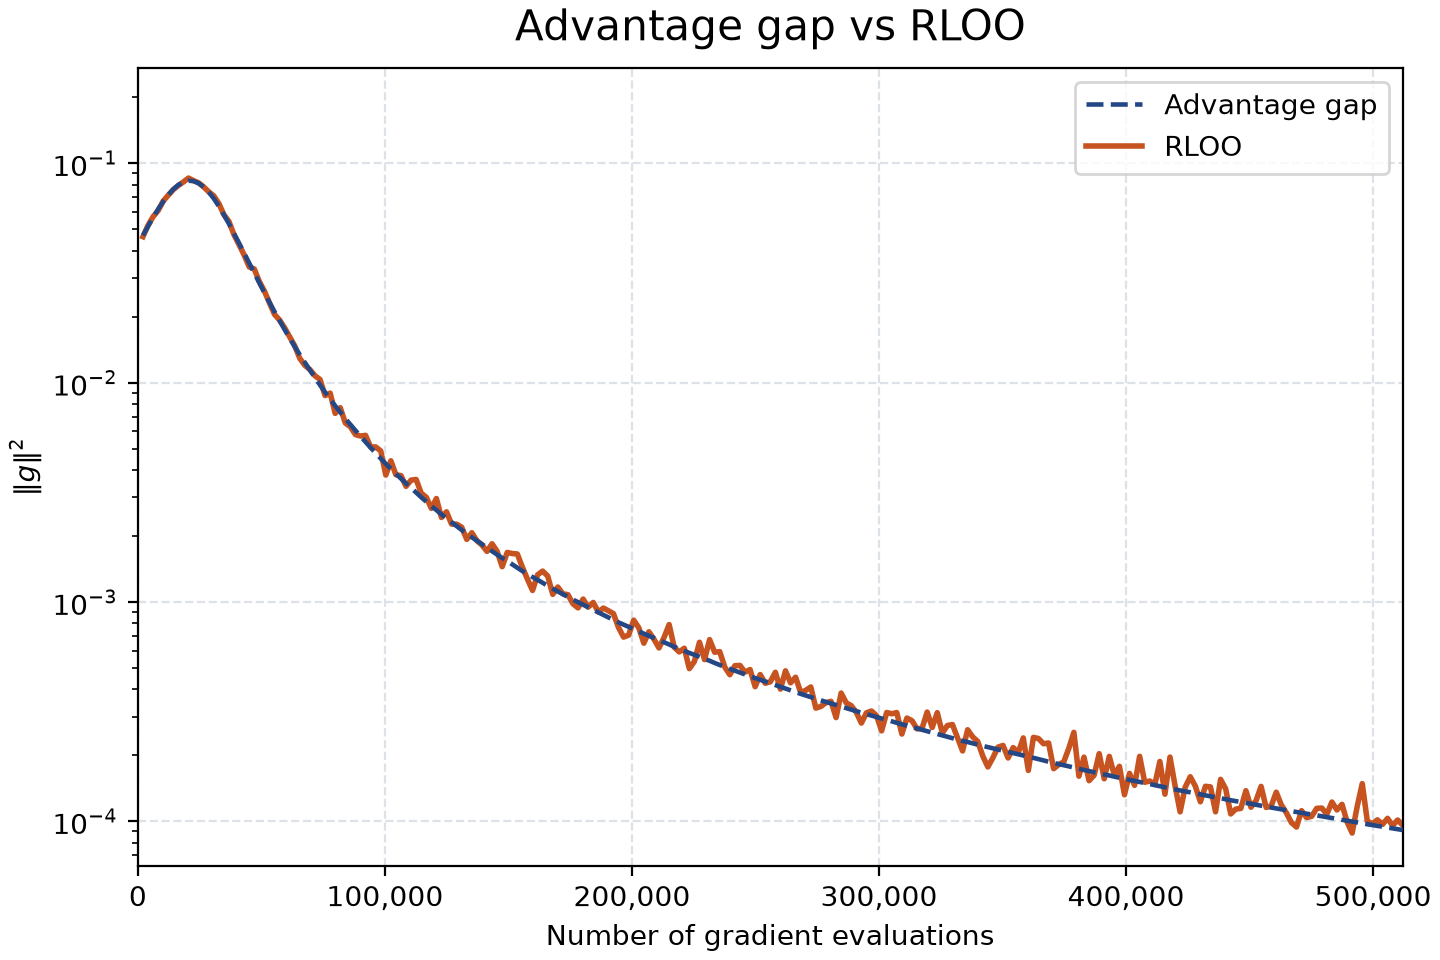 Advantage gap vs RLOO
Advantage gap
RLOO
10⁻¹
10⁻²
10⁻³
10⁻⁴
‖g‖²
0 100,000 200,000 300,000 400,000 500,000
Number of gradient evaluations